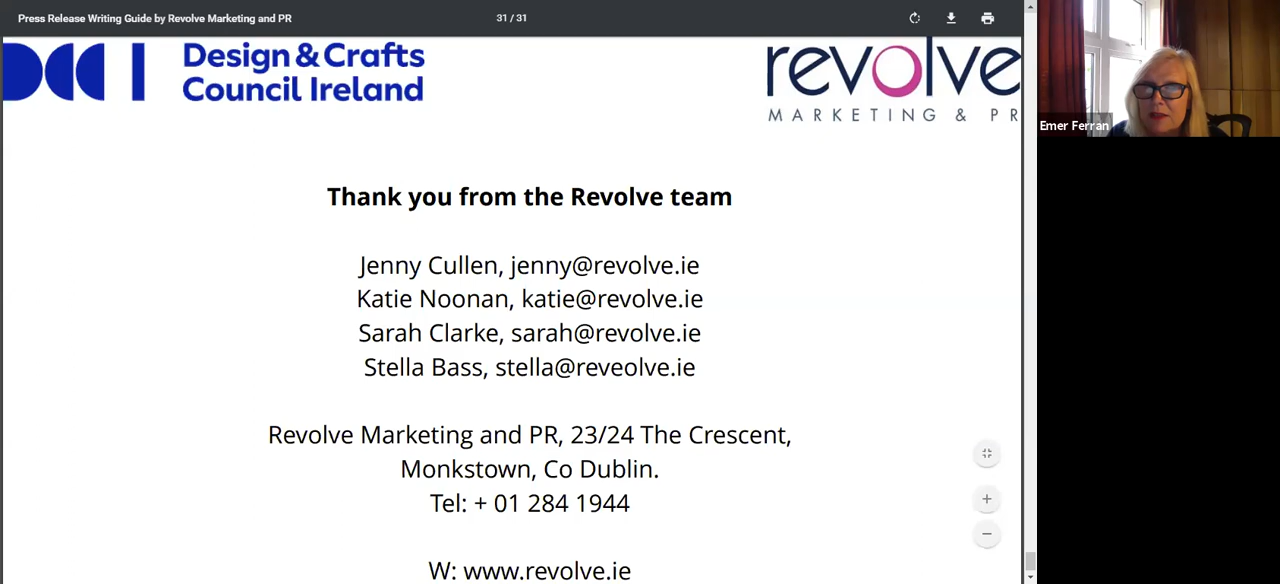 Press Release Writing Guide by Revolve Marketing and PR
31 / 31
Design & Crafts
Council Ireland
revolve
MARKETING & PR
Emer Ferran
Thank you from the Revolve team
Jenny Cullen, jenny@revolve.ie
Katie Noonan, katie@revolve.ie
Sarah Clarke, sarah@revolve.ie
Stella Bass, stella@reveolve.ie
Revolve Marketing and PR, 23/24 The Crescent,
Monkstown, Co Dublin.
Tel: + 01 284 1944
W: www.revolve.ie